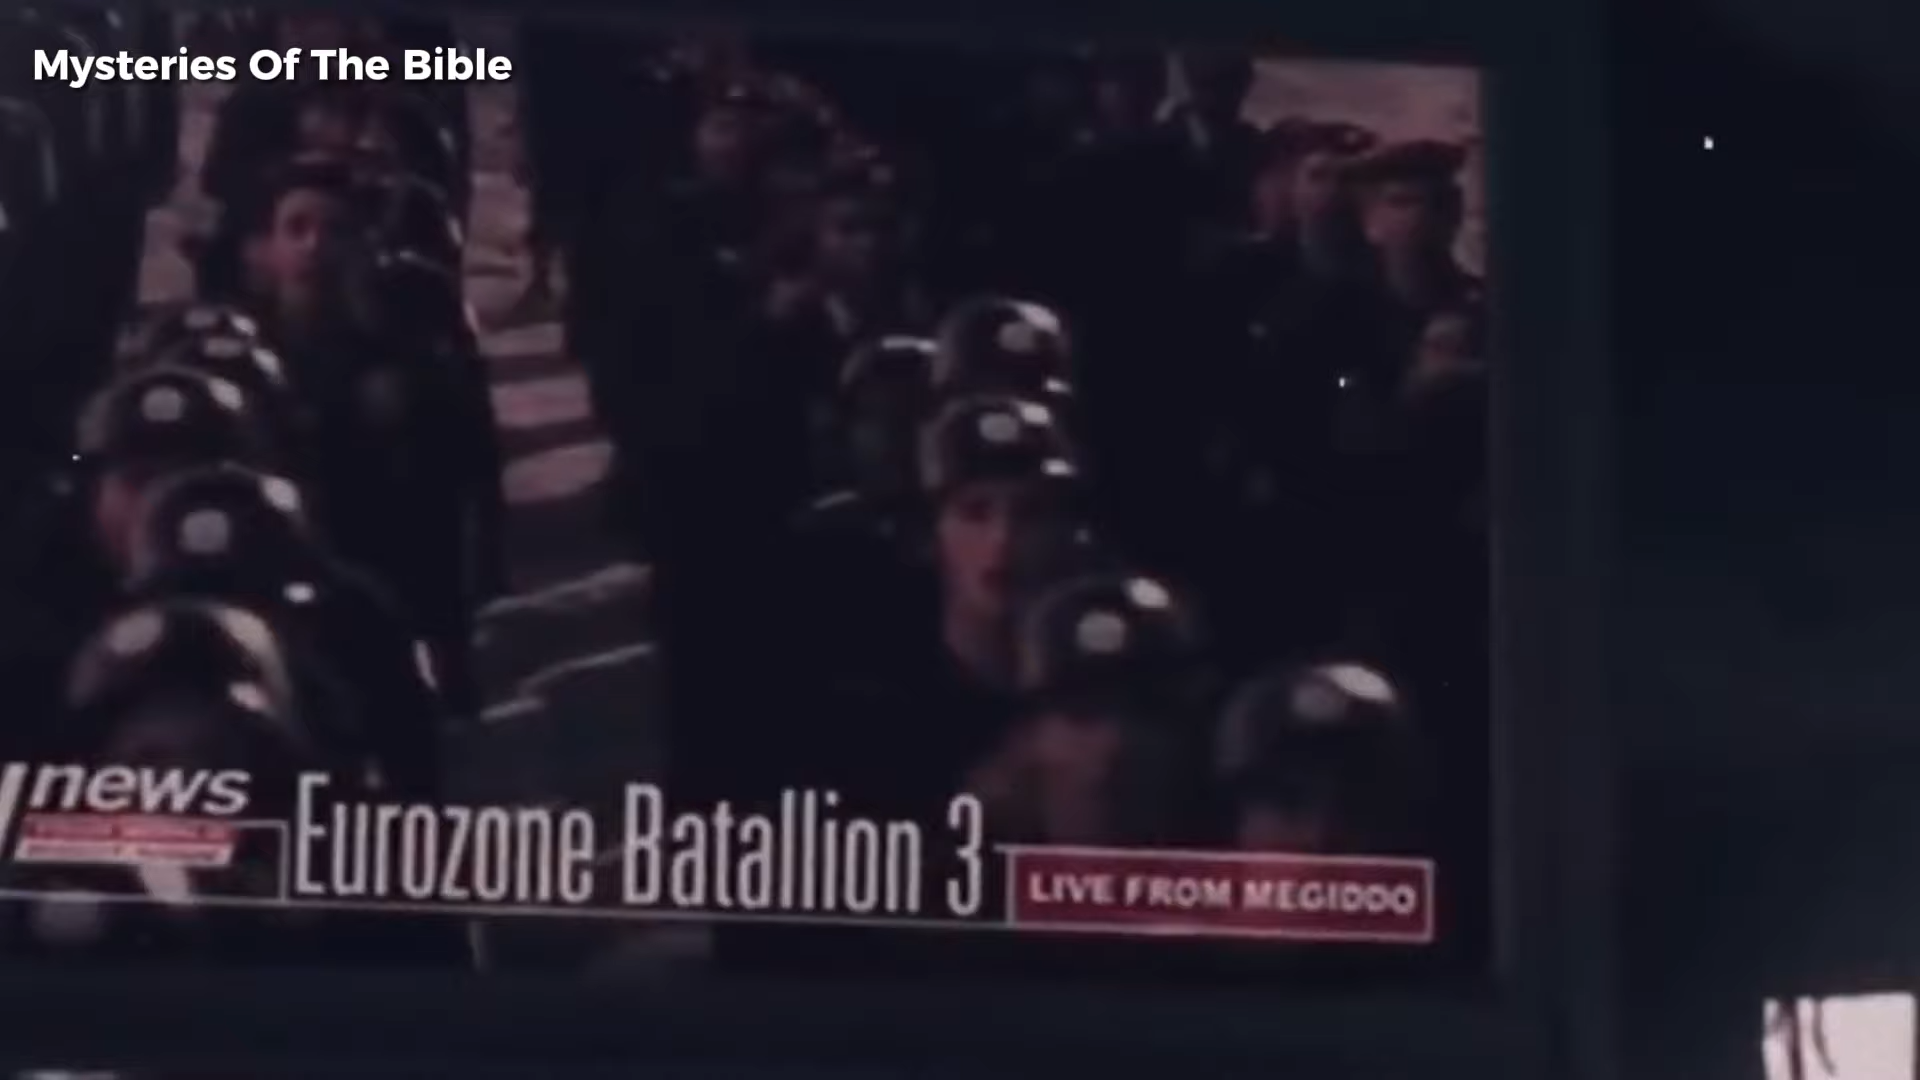 Mysteries Of The Bible
news
Eurozone Batallion 3
LIVE FROM MEGIDDO